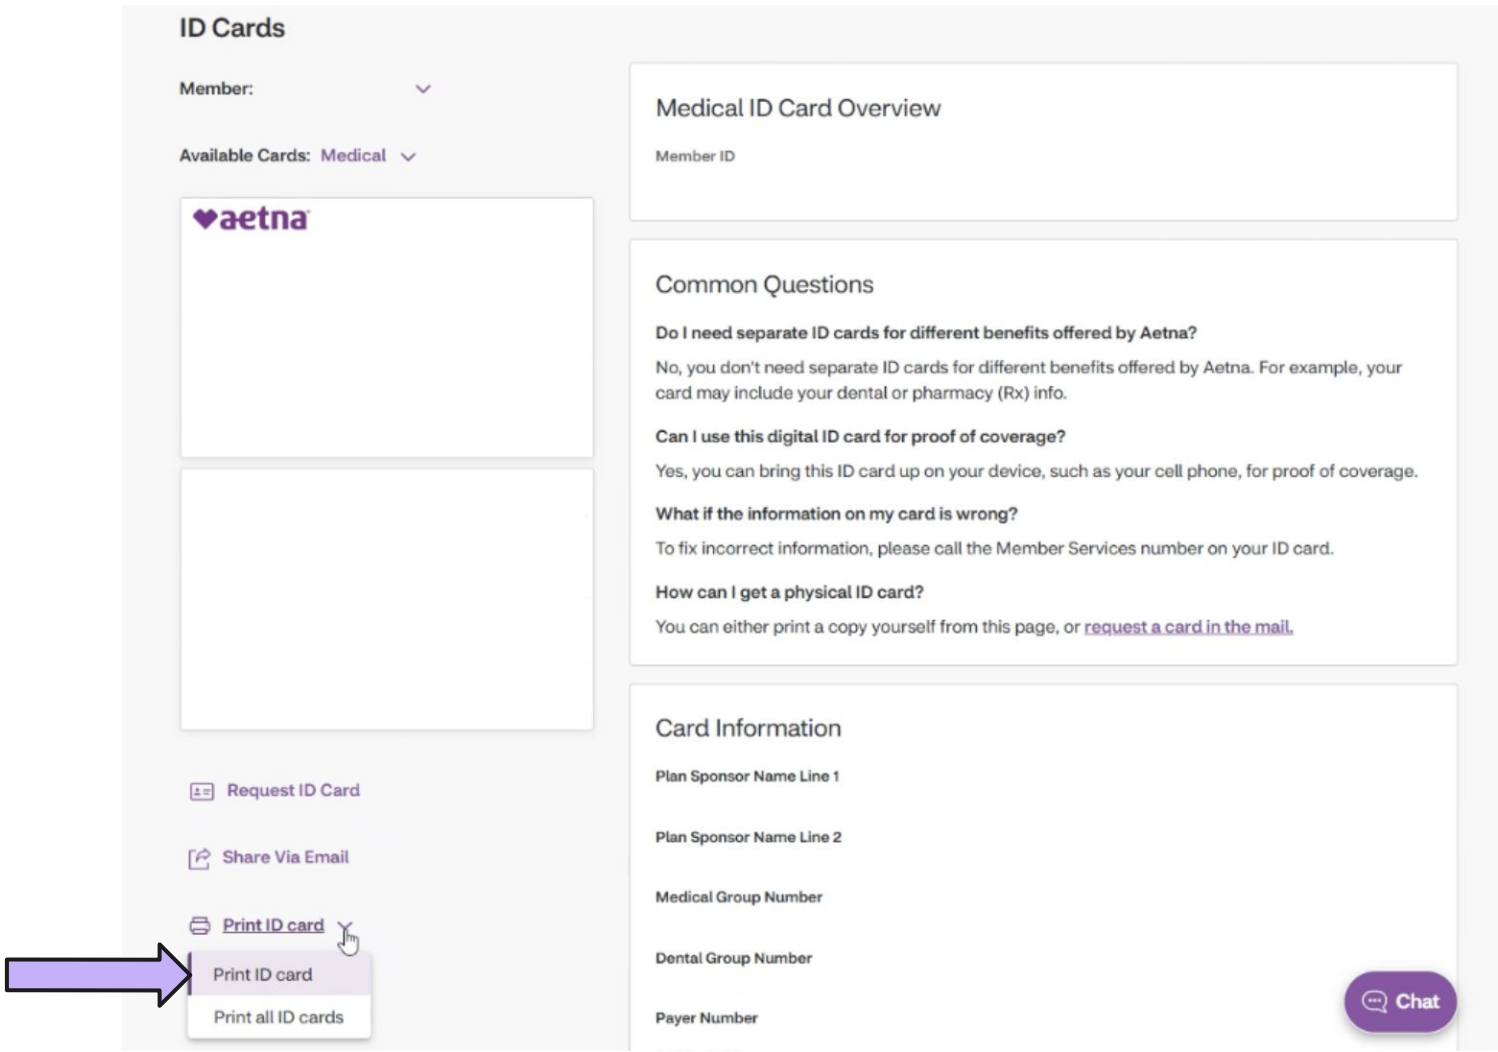 ID Cards
Member:
Available Cards: Medical
aetna
Request ID Card
Share Via Email
Print ID card
Print ID card
Print all ID cards
Medical ID Card Overview
Member ID
Common Questions
Do I need separate ID cards for different benefits offered by Aetna?
No, you don't need separate ID cards for different benefits offered by Aetna. For example, your
card may include your dental or pharmacy (Rx) info.
Can I use this digital ID card for proof of coverage?
Yes, you can bring this ID card up on your device, such as your cell phone, for proof of coverage.
What if the information on my card is wrong?
To fix incorrect information, please call the Member Services number on your ID card.
How can I get a physical ID card?
You can either print a copy yourself from this page, or request a card in the mail.
Card Information
Plan Sponsor Name Line 1
Plan Sponsor Name Line 2
Medical Group Number
Dental Group Number
Payer Number
Chat